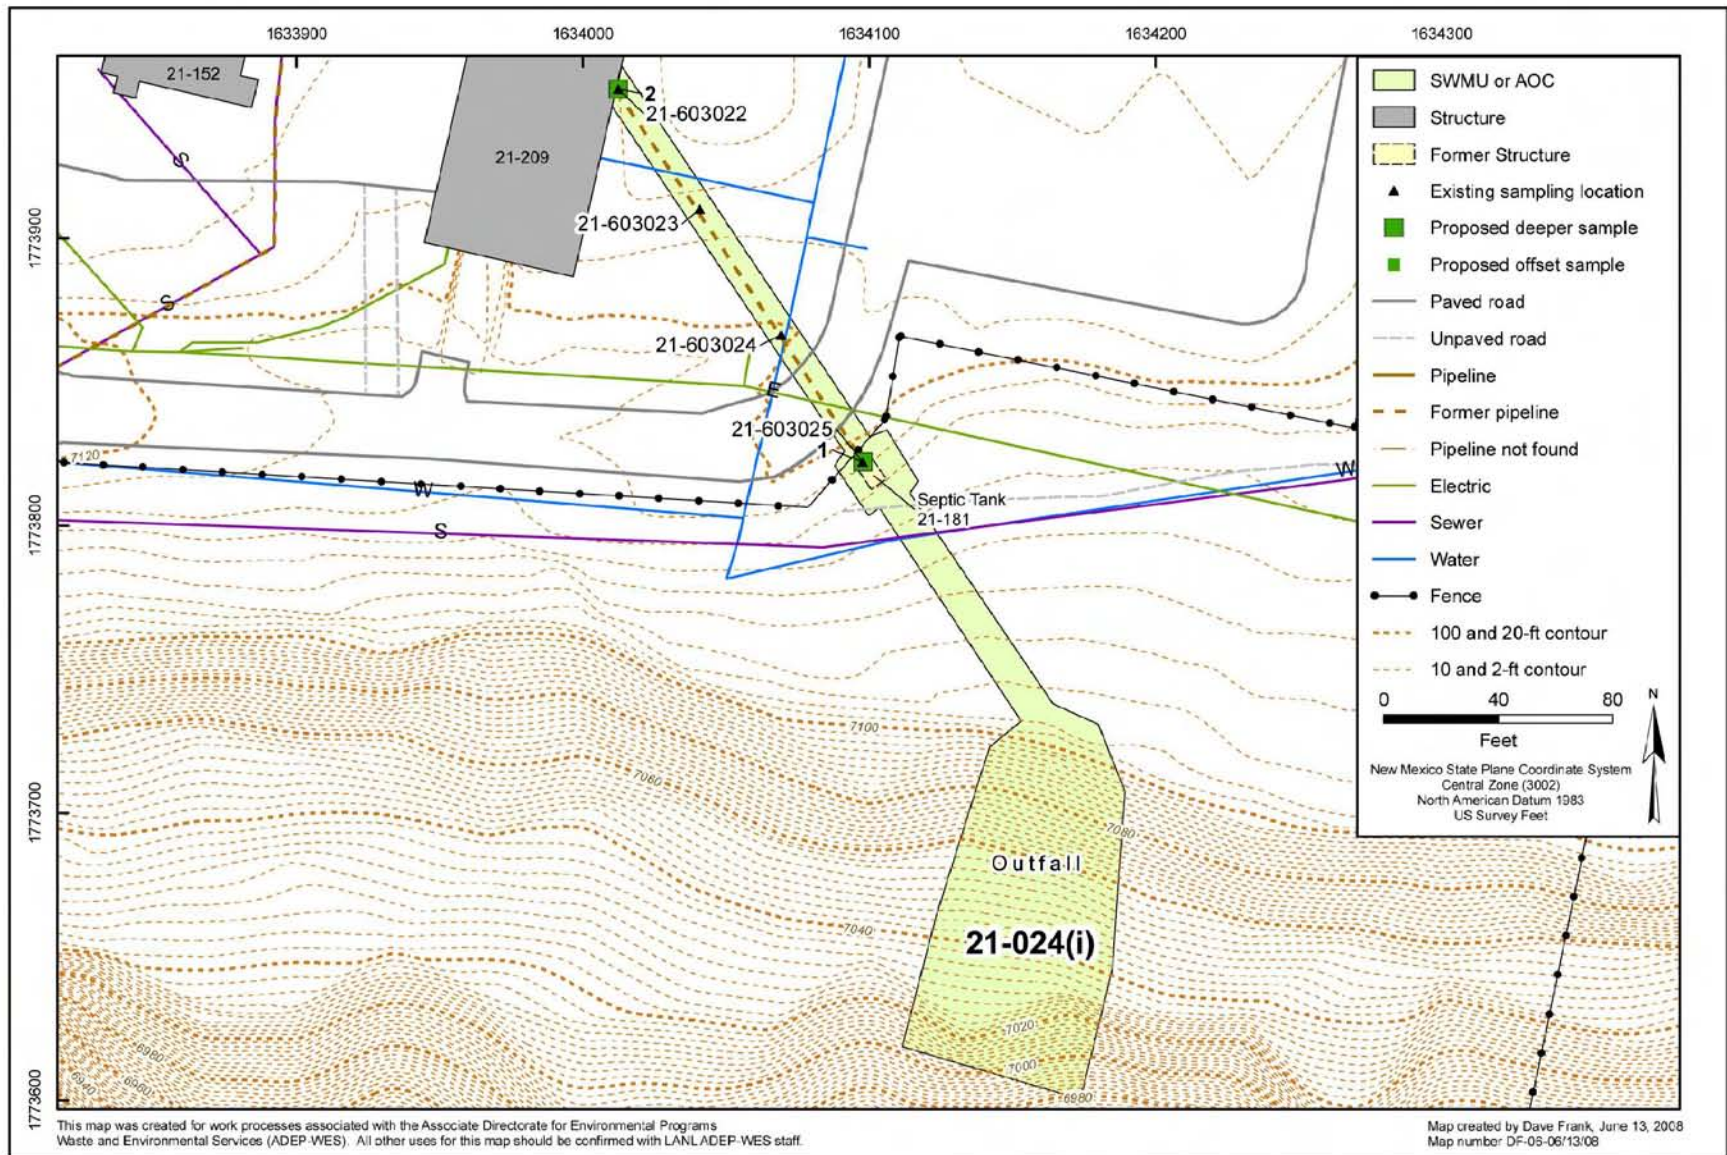 1633900 1634000 1634100 1634200 1634300
21-152
2
21-603022
21-209
S
21-603023
1773900
S
21-603024
E
21-603025
1
7120
W
W
Septic Tank
21-181
S
1773800
7100
7060
7080
1773700
Outfall
7040
21-024(i)
7020
7000
6980
6980
6960
6940
1773600
SWMU or AOC
Structure
Former Structure
Existing sampling location
Proposed deeper sample
Proposed offset sample
Paved road
Unpaved road
Pipeline
Former pipeline
Pipeline not found
Electric
Sewer
Water
Fence
100 and 20-ft contour
10 and 2-ft contour
0 40 80
Feet
N
New Mexico State Plane Coordinate System
Central Zone (3002)
North American Datum 1983
US Survey Feet
This map was created for work processes associated with the Associate Directorate for Environmental Programs
Waste and Environmental Services (ADEP-WES). All other uses for this map should be confirmed with LANL ADEP-WES staff.
Map created by Dave Frank, June 13, 2008
Map number DF-06-06/13/08